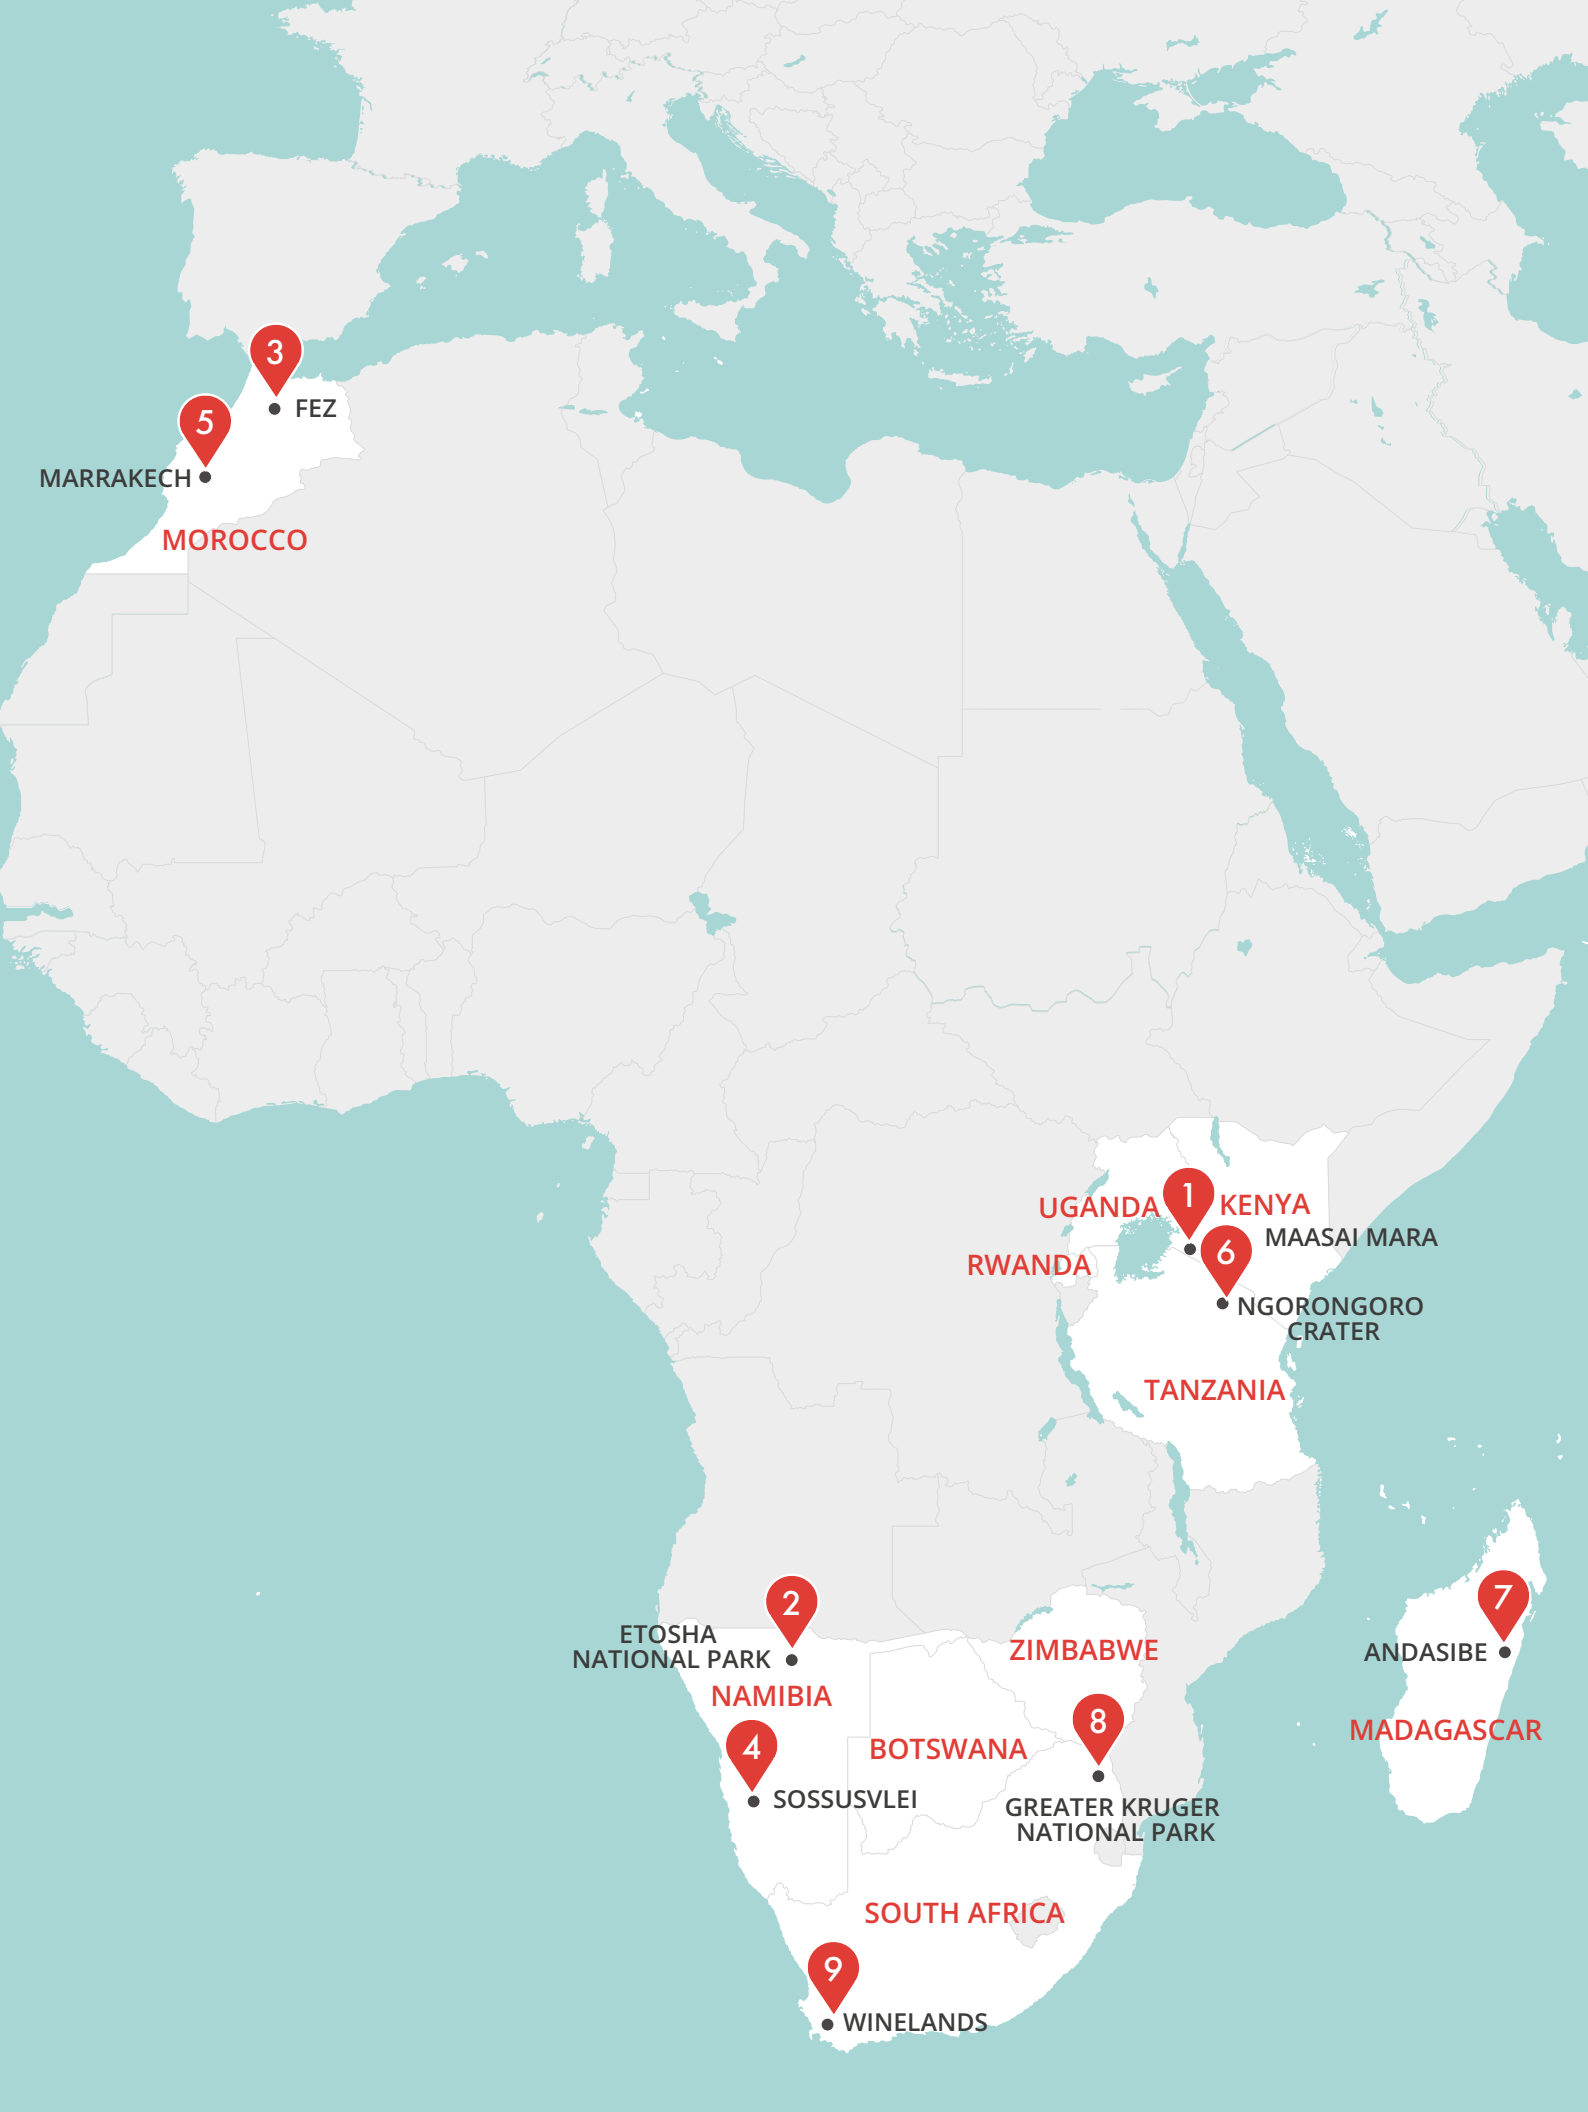 3
FEZ
5
MARRAKECH
MOROCCO
UGANDA
1
KENYA
MAASAI MARA
RWANDA
6
NGORONGORO
CRATER
TANZANIA
2
ETOSHA
NATIONAL PARK
NAMIBIA
ZIMBABWE
7
ANDASIBE
MADAGASCAR
8
BOTSWANA
4
SOSSUSVLEI
GREATER KRUGER
NATIONAL PARK
SOUTH AFRICA
9
WINELANDS